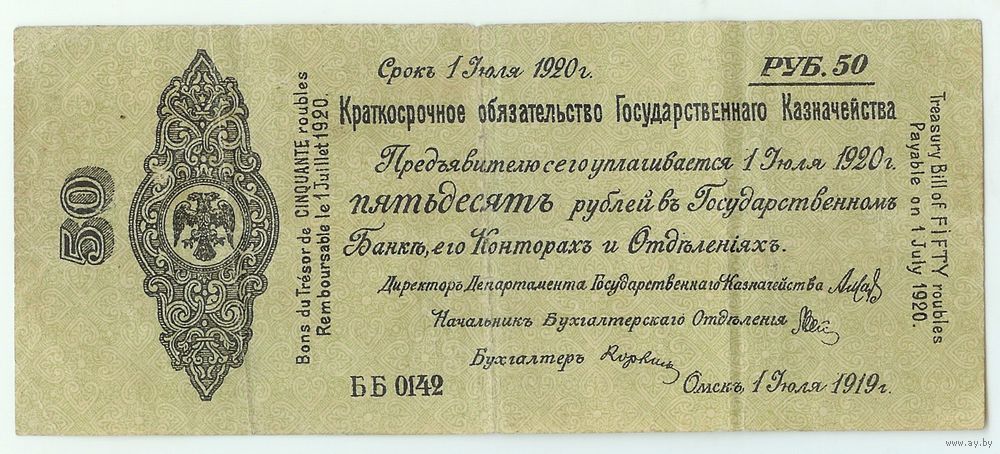 50
Bons du Trésor de CINQUANTE roubles
Remboursable le 1 Juillet 1920.
Срокъ 1 Іюля 1920 г.
РУБ. 50
Краткосрочное обязательство Государственнаго Казначейства
Предъявителю сего уплачивается 1 Іюля 1920 г.
пятьдесятъ рублей въ Государственномъ
Банкѣ, его Конторахъ и Отдѣленіяхъ.
Директоръ Департамента Государственнаго Казначейства
Начальникъ Бухгалтерскаго Отдѣленія
Бухгалтеръ
ББ 0142
Омскъ, 1 Іюля 1919 г.
Treasury Bill of FIFTY roubles
Payable on 1 July 1920.
www.ay.by